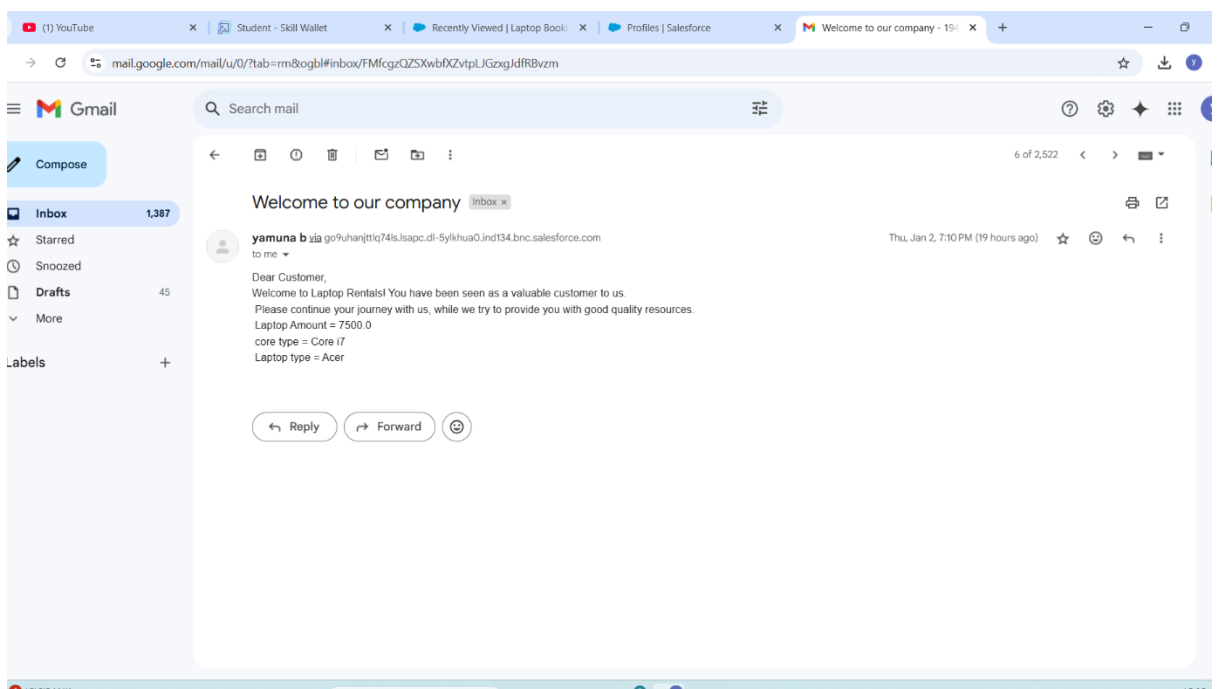 (1) YouTube
Student - Skill Wallet
Recently Viewed | Laptop Booki
Profiles | Salesforce
Welcome to our company - 194
mail.google.com/mail/u/0/?tab=rm&ogbl#inbox/FMfcgzQZSXwbfXZvtpLJGzxgJdfRBvzm
Gmail
Search mail
Compose
6 of 2,522
Welcome to our company Inbox x
Inbox 1,387
yamuna b via go9uhanjttlq74ls.lsapc.dl-5ylkhua0.ind134.bnc.salesforce.com
Thu, Jan 2, 7:10 PM (19 hours ago)
Starred
to me
Snoozed
Dear Customer,
Drafts 45
Welcome to Laptop Rentals! You have been seen as a valuable customer to us.
Please continue your journey with us, while we try to provide you with good quality resources.
More
Laptop Amount = 7500.0
core type = Core i7
Laptop type = Acer
Labels
Reply
Forward